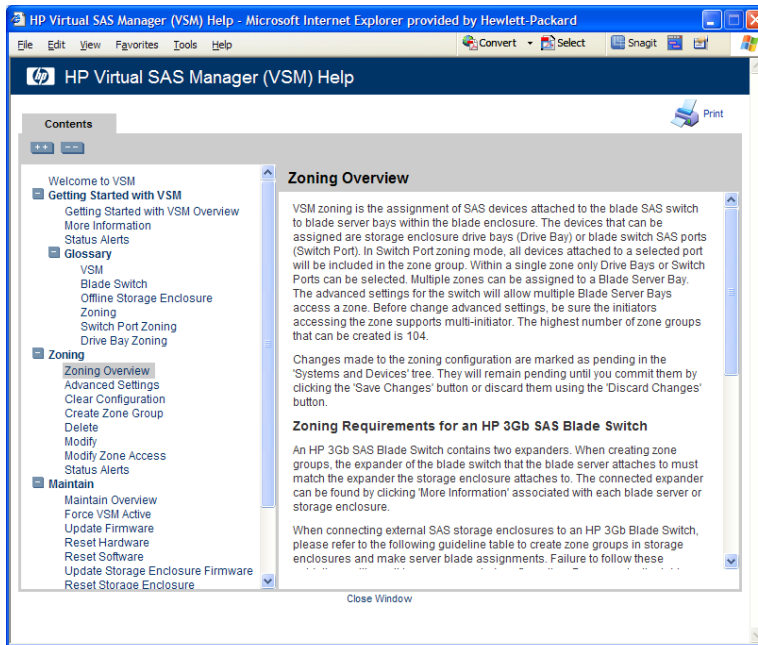 HP Virtual SAS Manager (VSM) Help - Microsoft Internet Explorer provided by Hewlett-Packard
File Edit View Favorites Tools Help Convert Select Snagit
hp HP Virtual SAS Manager (VSM) Help
Print
Contents
++ --
Welcome to VSM
Getting Started with VSM
Getting Started with VSM Overview
More Information
Status Alerts
Glossary
VSM
Blade Switch
Offline Storage Enclosure
Zoning
Switch Port Zoning
Drive Bay Zoning
Zoning
Zoning Overview
Advanced Settings
Clear Configuration
Create Zone Group
Delete
Modify
Modify Zone Access
Status Alerts
Maintain
Maintain Overview
Force VSM Active
Update Firmware
Reset Hardware
Reset Software
Update Storage Enclosure Firmware
Reset Storage Enclosure
Zoning Overview
VSM zoning is the assignment of SAS devices attached to the blade SAS switch
to blade server bays within the blade enclosure. The devices that can be
assigned are storage enclosure drive bays (Drive Bay) or blade switch SAS ports
(Switch Port). In Switch Port zoning mode, all devices attached to a selected port
will be included in the zone group. Within a single zone only Drive Bays or Switch
Ports can be selected. Multiple zones can be assigned to a Blade Server Bay.
The advanced settings for the switch will allow multiple Blade Server Bays
access a zone. Before change advanced settings, be sure the initiators
accessing the zone supports multi-initiator. The highest number of zone groups
that can be created is 104.
Changes made to the zoning configuration are marked as pending in the
'Systems and Devices' tree. They will remain pending until you commit them by
clicking the 'Save Changes' button or discard them using the 'Discard Changes'
button.
Zoning Requirements for an HP 3Gb SAS Blade Switch
An HP 3Gb SAS Blade Switch contains two expanders. When creating zone
groups, the expander of the blade switch that the blade server attaches to must
match the expander the storage enclosure attaches to. The connected expander
can be found by clicking 'More Information' associated with each blade server or
storage enclosure.
When connecting external SAS storage enclosures to an HP 3Gb Blade Switch,
please refer to the following guideline table to create zone groups in storage
enclosures and make server blade assignments. Failure to follow these
Close Window